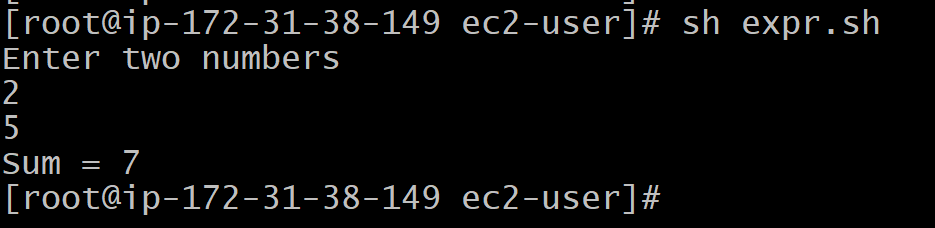 [root@ip-172-31-38-149 ec2-user]# sh expr.sh
Enter two numbers
2
5
Sum = 7
[root@ip-172-31-38-149 ec2-user]#